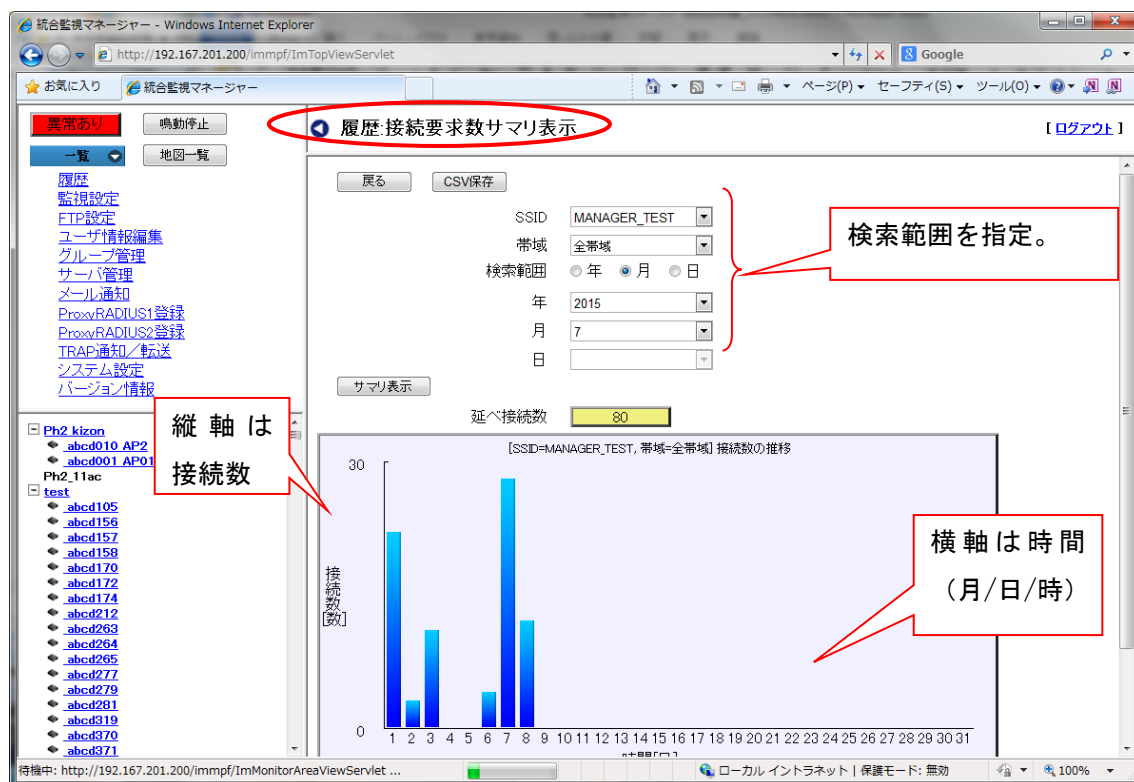 統合監視マネージャー - Windows Internet Explorer
http://192.167.201.200/immpf/ImTopViewServlet
Google
お気に入り
統合監視マネージャー
ページ(P)
セーフティ(S)
ツール(O)
異常あり
鳴動停止
一覧
地図一覧
履歴
監視設定
FTP設定
ユーザ情報編集
グループ管理
サーバ管理
メール通知
ProxyRADIUS1登録
ProxyRADIUS2登録
TRAP通知／転送
システム設定
バージョン情報
Ph2 kizon
abcd010 AP2
abcd001 AP01
Ph2_11ac
test
abcd105
abcd156
abcd157
abcd158
abcd170
abcd172
abcd174
abcd212
abcd263
abcd264
abcd265
abcd277
abcd279
abcd281
abcd319
abcd370
abcd371
履歴:接続要求数サマリ表示
[ ログアウト ]
戻る
CSV保存
SSID MANAGER_TEST
帯域 全帯域
検索範囲 年 月 日
年 2015
月 7
日
サマリ表示
延べ接続数 80
検索範囲を指定。
縦軸は
接続数
横軸は時間
（月/日/時）
[SSID=MANAGER_TEST, 帯域=全帯域] 接続数の推移
30
接続数[数]
0
1 2 3 4 5 6 7 8 9 10 11 12 13 14 15 16 17 18 19 20 21 22 23 24 25 26 27 28 29 30 31
待機中: http://192.167.201.200/immpf/ImMonitorAreaViewServlet ...
ローカル イントラネット | 保護モード: 無効
100%